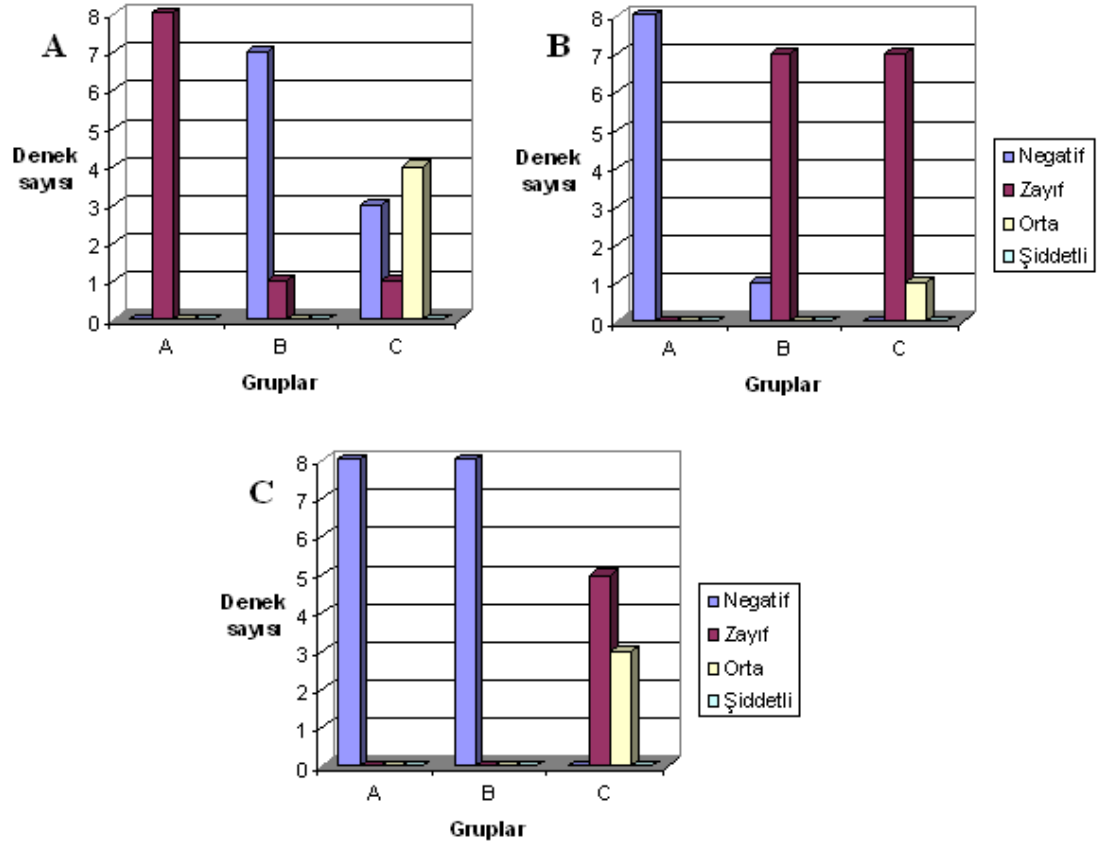 A
8
7
6
5
4
3
2
1
0
Denek
sayısı
A B C
Gruplar
B
8
7
6
5
4
3
2
1
0
Denek
sayısı
A B C
Gruplar
Negatif
Zayıf
Orta
Şiddetli
C
8
7
6
5
4
3
2
1
0
Denek
sayısı
A B C
Gruplar
Negatif
Zayıf
Orta
Şiddetli